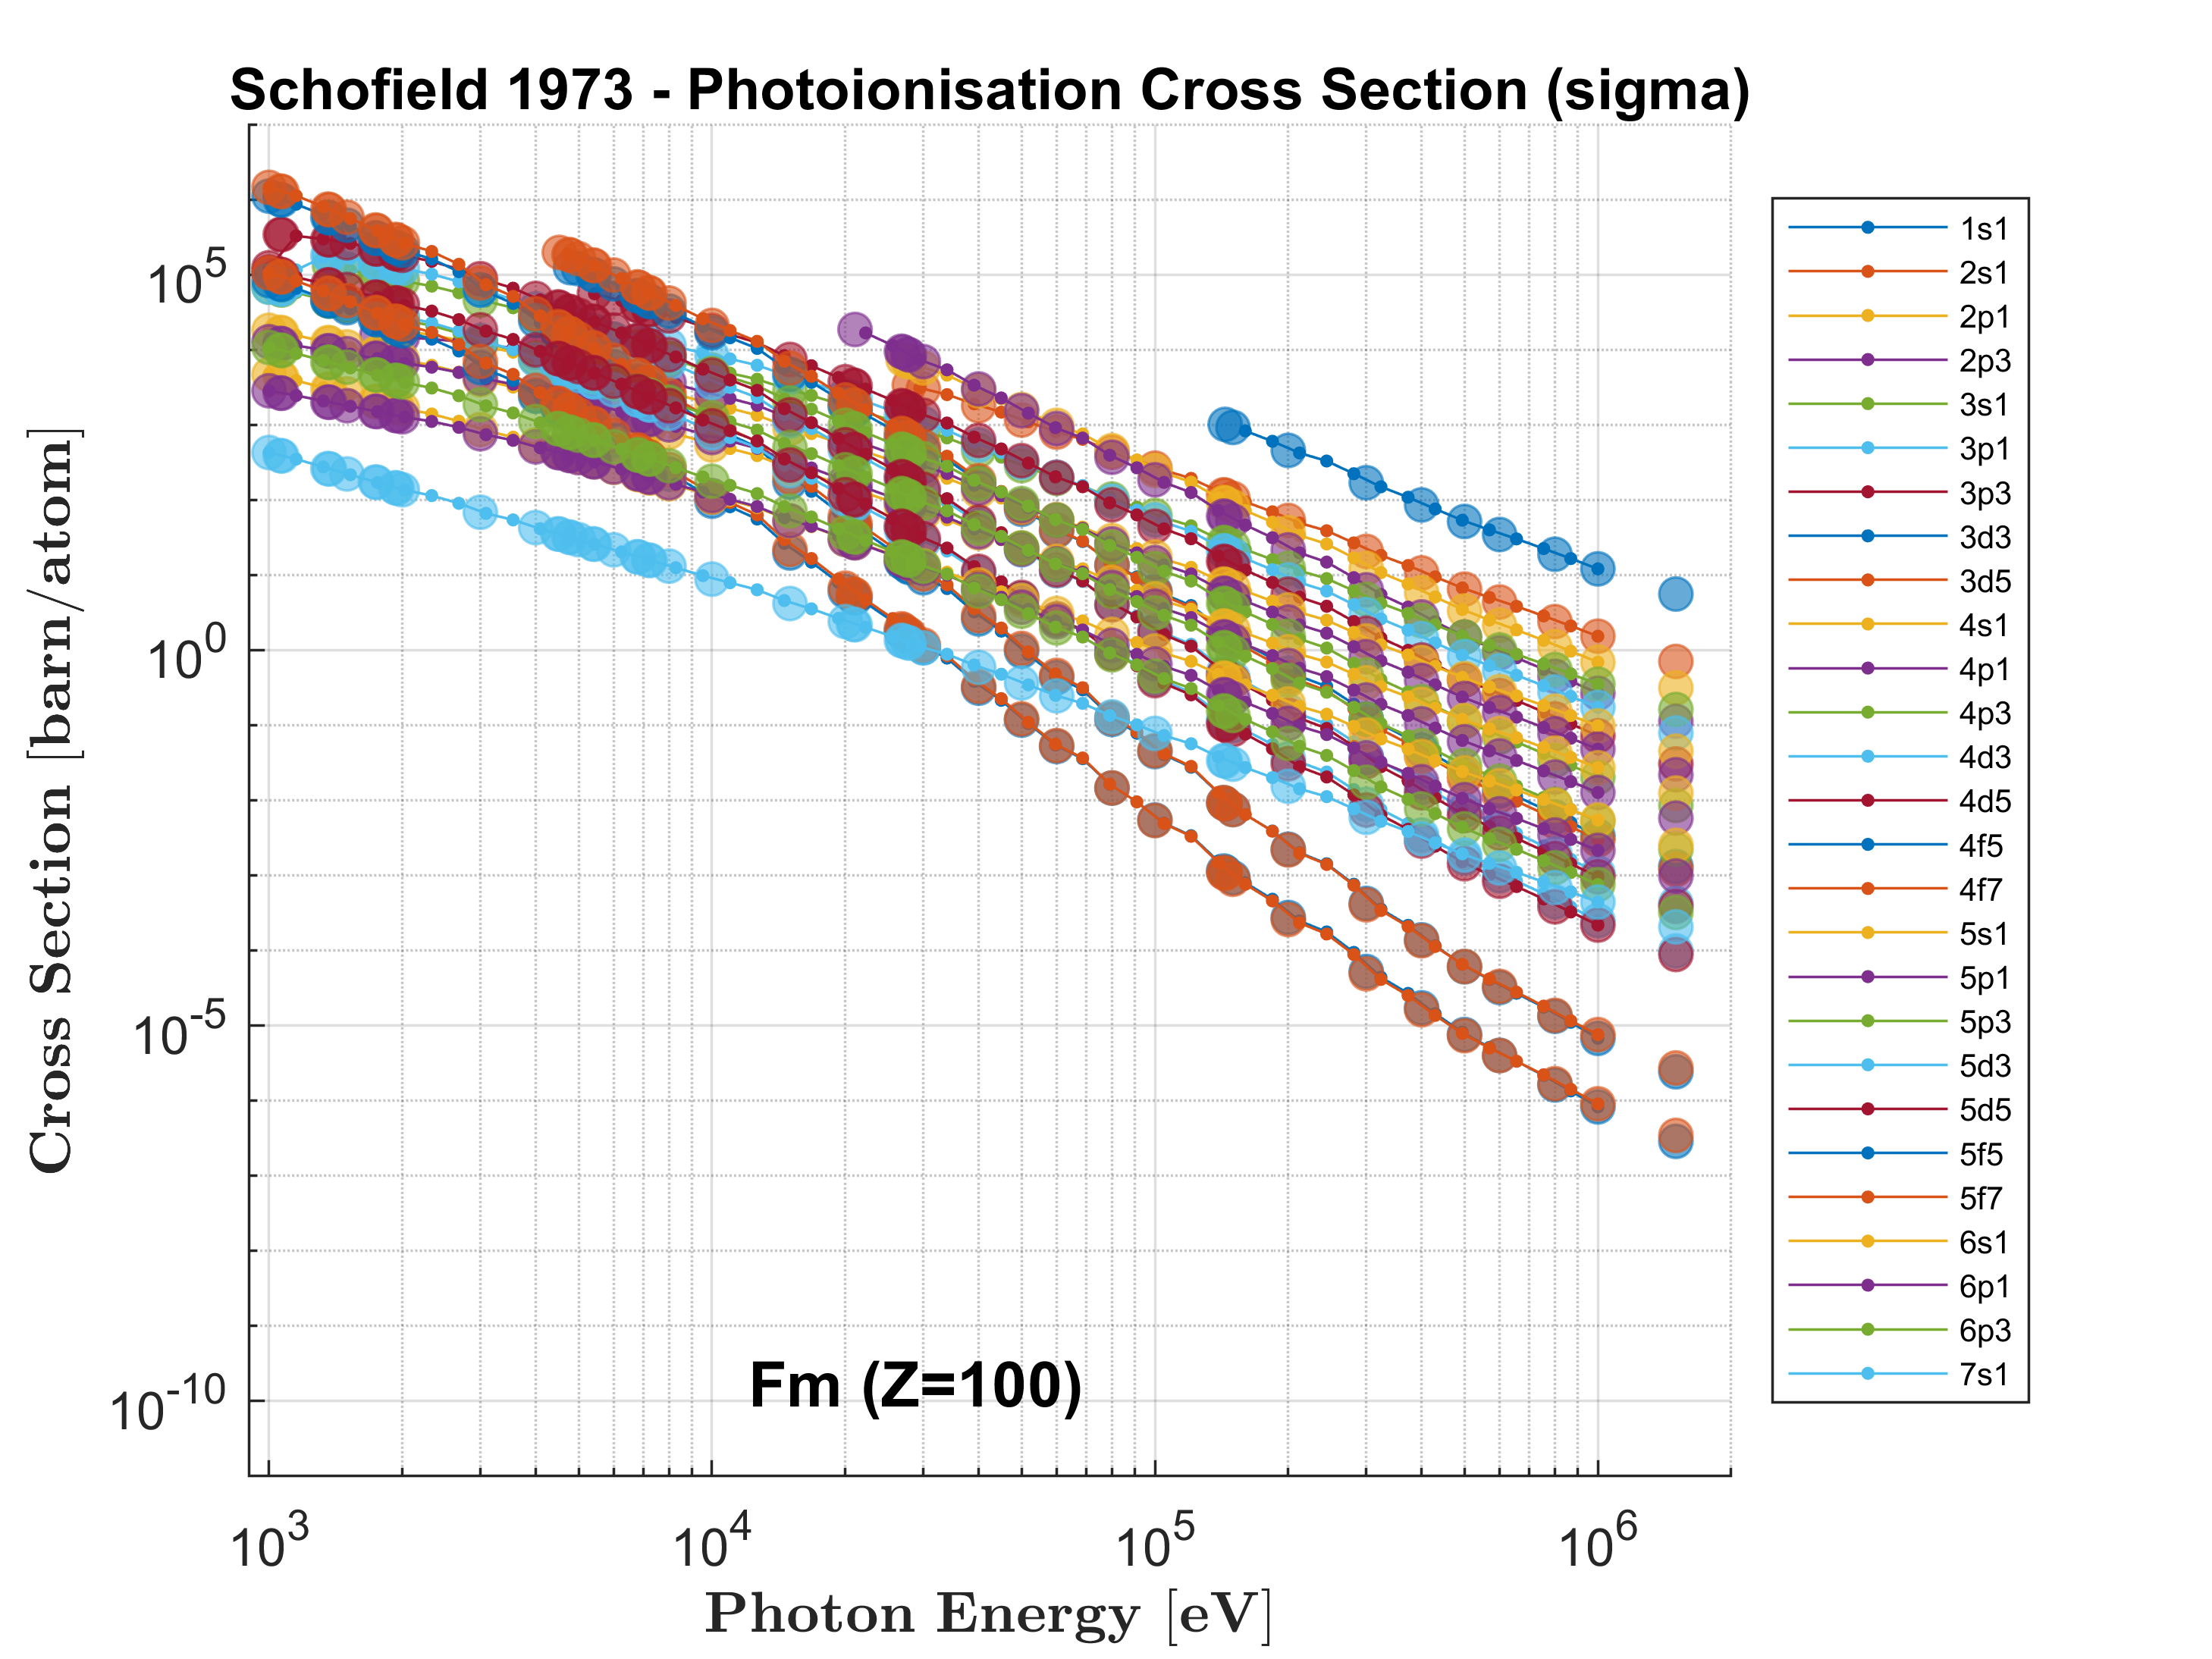 Schofield 1973 - Photoionisation Cross Section (sigma)
Cross Section [barn/atom]
10^5
10^0
10^-5
10^-10
Fm (Z=100)
10^3
10^4
10^5
10^6
Photon Energy [eV]
1s1
2s1
2p1
2p3
3s1
3p1
3p3
3d3
3d5
4s1
4p1
4p3
4d3
4d5
4f5
4f7
5s1
5p1
5p3
5d3
5d5
5f5
5f7
6s1
6p1
6p3
7s1